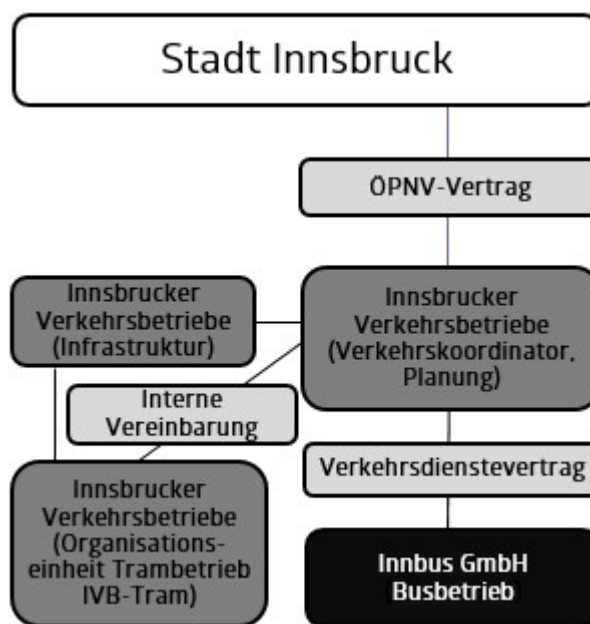 Stadt Innsbruck
ÖPNV-Vertrag
Innsbrucker
Verkehrsbetriebe
(Infrastruktur)
Innsbrucker
Verkehrsbetriebe
(Verkehrskoordinator.
Planung)
Interne
Vereinbarung
Verkehrsdienstevertrag
Innsbrucker
Verkehrsbetriebe
(Organisations-
einheit Trambetrieb
IVB-Tram)
Innbus GmbH
Busbetrieb